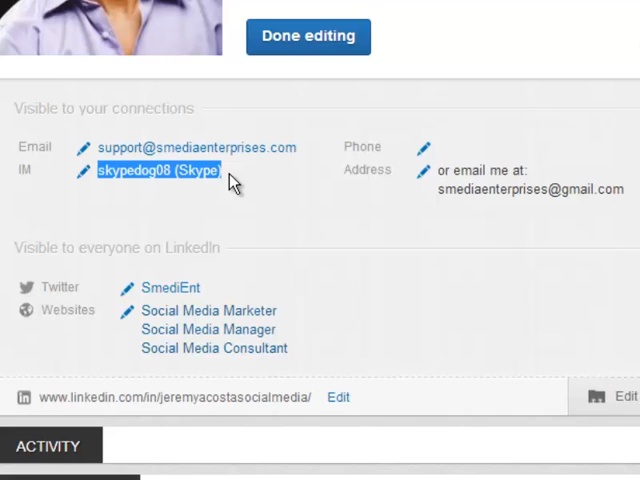 Done editing
Visible to your connections
Email support@smediaenterprises.com
IM skypedog08 (Skype)
Phone
Address or email me at:
smediaenterprises@gmail.com
Visible to everyone on LinkedIn
Twitter SmediEnt
Websites Social Media Marketer
Social Media Manager
Social Media Consultant
in www.linkedin.com/in/jeremyacostasocialmedia/ Edit
Edit
ACTIVITY